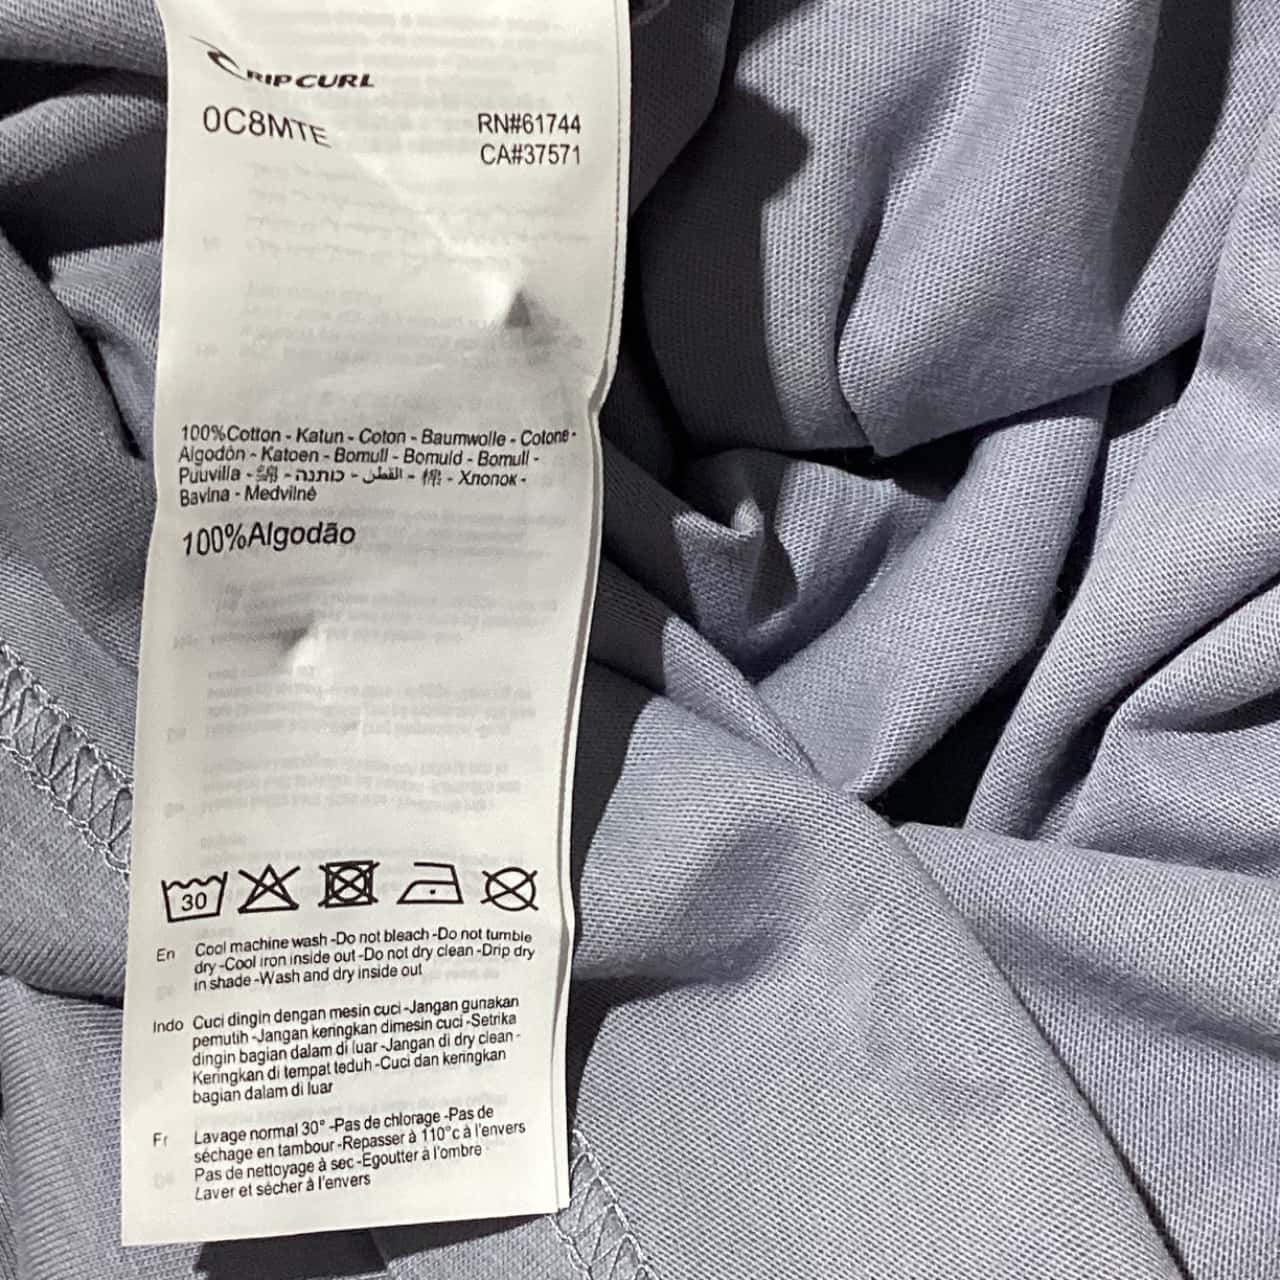 RIP CURL
0C8MTE
RN#61744
CA#37571
100%Cotton - Katun - Coton - Baumwolle - Cotone -
Algodón - Katoen - Bomull - Bomuld - Bomull -
Puuvilla - 綿 - כותנה - القطن - 棉 - Хлопок -
Bavlna - Medvilnė
100%Algodão
30
En Cool machine wash -Do not bleach -Do not tumble
dry -Cool iron inside out -Do not dry clean -Drip dry
in shade -Wash and dry inside out
Indo Cuci dingin dengan mesin cuci -Jangan gunakan
pemutih -Jangan keringkan dimesin cuci -Setrika
dingin bagian dalam di luar -Jangan di dry clean -
Keringkan di tempat teduh -Cuci dan keringkan
bagian dalam di luar
Fr Lavage normal 30° -Pas de chlorage -Pas de
séchage en tambour -Repasser à 110°c à l'envers
Pas de nettoyage à sec -Egoutter à l'ombre
Laver et sécher à l'envers